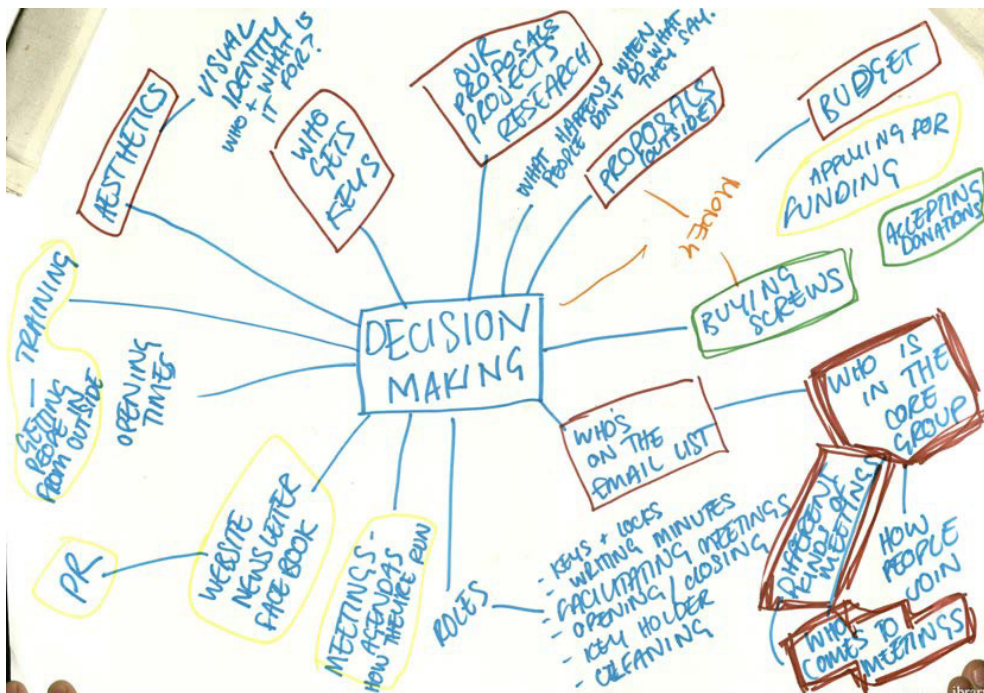 AESTHETICS
VISUAL
IDENTITY
WHO + WHAT IS
IT FOR?
WHO
GETS
KEYS
OUR
PROPOSALS
PROJECTS
RESEARCH
WHAT HAPPENS WHEN
PEOPLE DON'T DO WHAT
THEY SAY.
PROPOSALS
(OUTSIDE)
MONEY
BUDGET
APPLYING FOR
FUNDING
ACCEPTING
DONATIONS
BUYING
SCREWS
DECISION
MAKING
TRAINING
— GETTING
PEOPLE IN
FROM OUTSIDE
OPENING
TIMES
WHO'S
ON THE
EMAIL LIST
WHO IS
IN THE
CORE
GROUP
DIFFERENT
KINDS OF
MEETINGS
HOW
PEOPLE
JOIN
WHO
COMES TO
MEETINGS
PR
WEBSITE
NEWSLETTER
FACEBOOK
MEETINGS -
AGENDAS
HOW THEY'RE RUN
ROLES
- KEYS + LOCKS
- WRITING MINUTES
- FACILITATING MEETINGS
- OPENING / CLOSING
- KEY HOLDER
- CLEANING